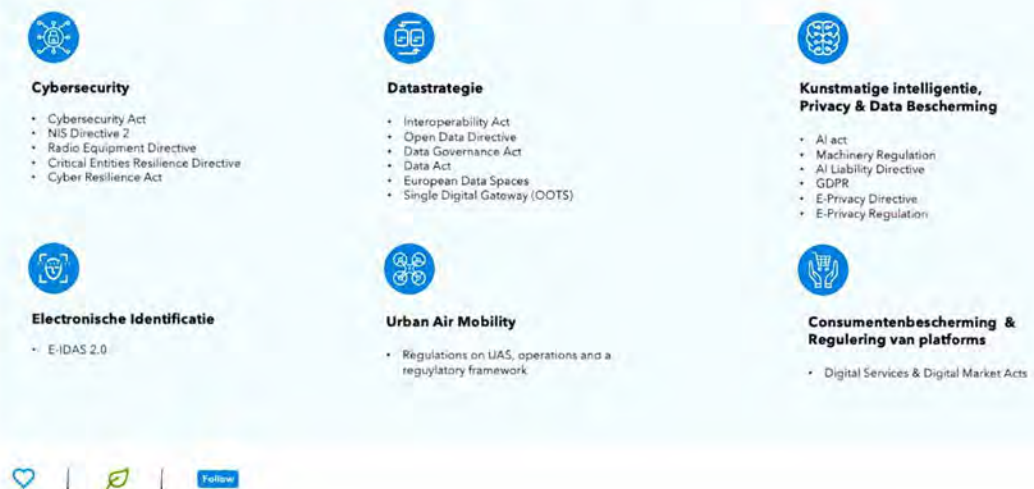 Cybersecurity
• Cybersecurity Act
• NIS Directive 2
• Radio Equipment Directive
• Critical Entities Resilience Directive
• Cyber Resilience Act
Datastrategie
• Interoperability Act
• Open Data Directive
• Data Governance Act
• Data Act
• European Data Spaces
• Single Digital Gateway (OOTS)
Kunstmatige intelligentie,
Privacy & Data Bescherming
• AI act
• Machinery Regulation
• AI Liability Directive
• GDPR
• E-Privacy Directive
• E-Privacy Regulation
Electronische Identificatie
• E-IDAS 2.0
Urban Air Mobility
• Regulations on UAS, operations and a
reguylatory framework
Consumentenbescherming &
Regulering van platforms
• Digital Services & Digital Market Acts
Follow